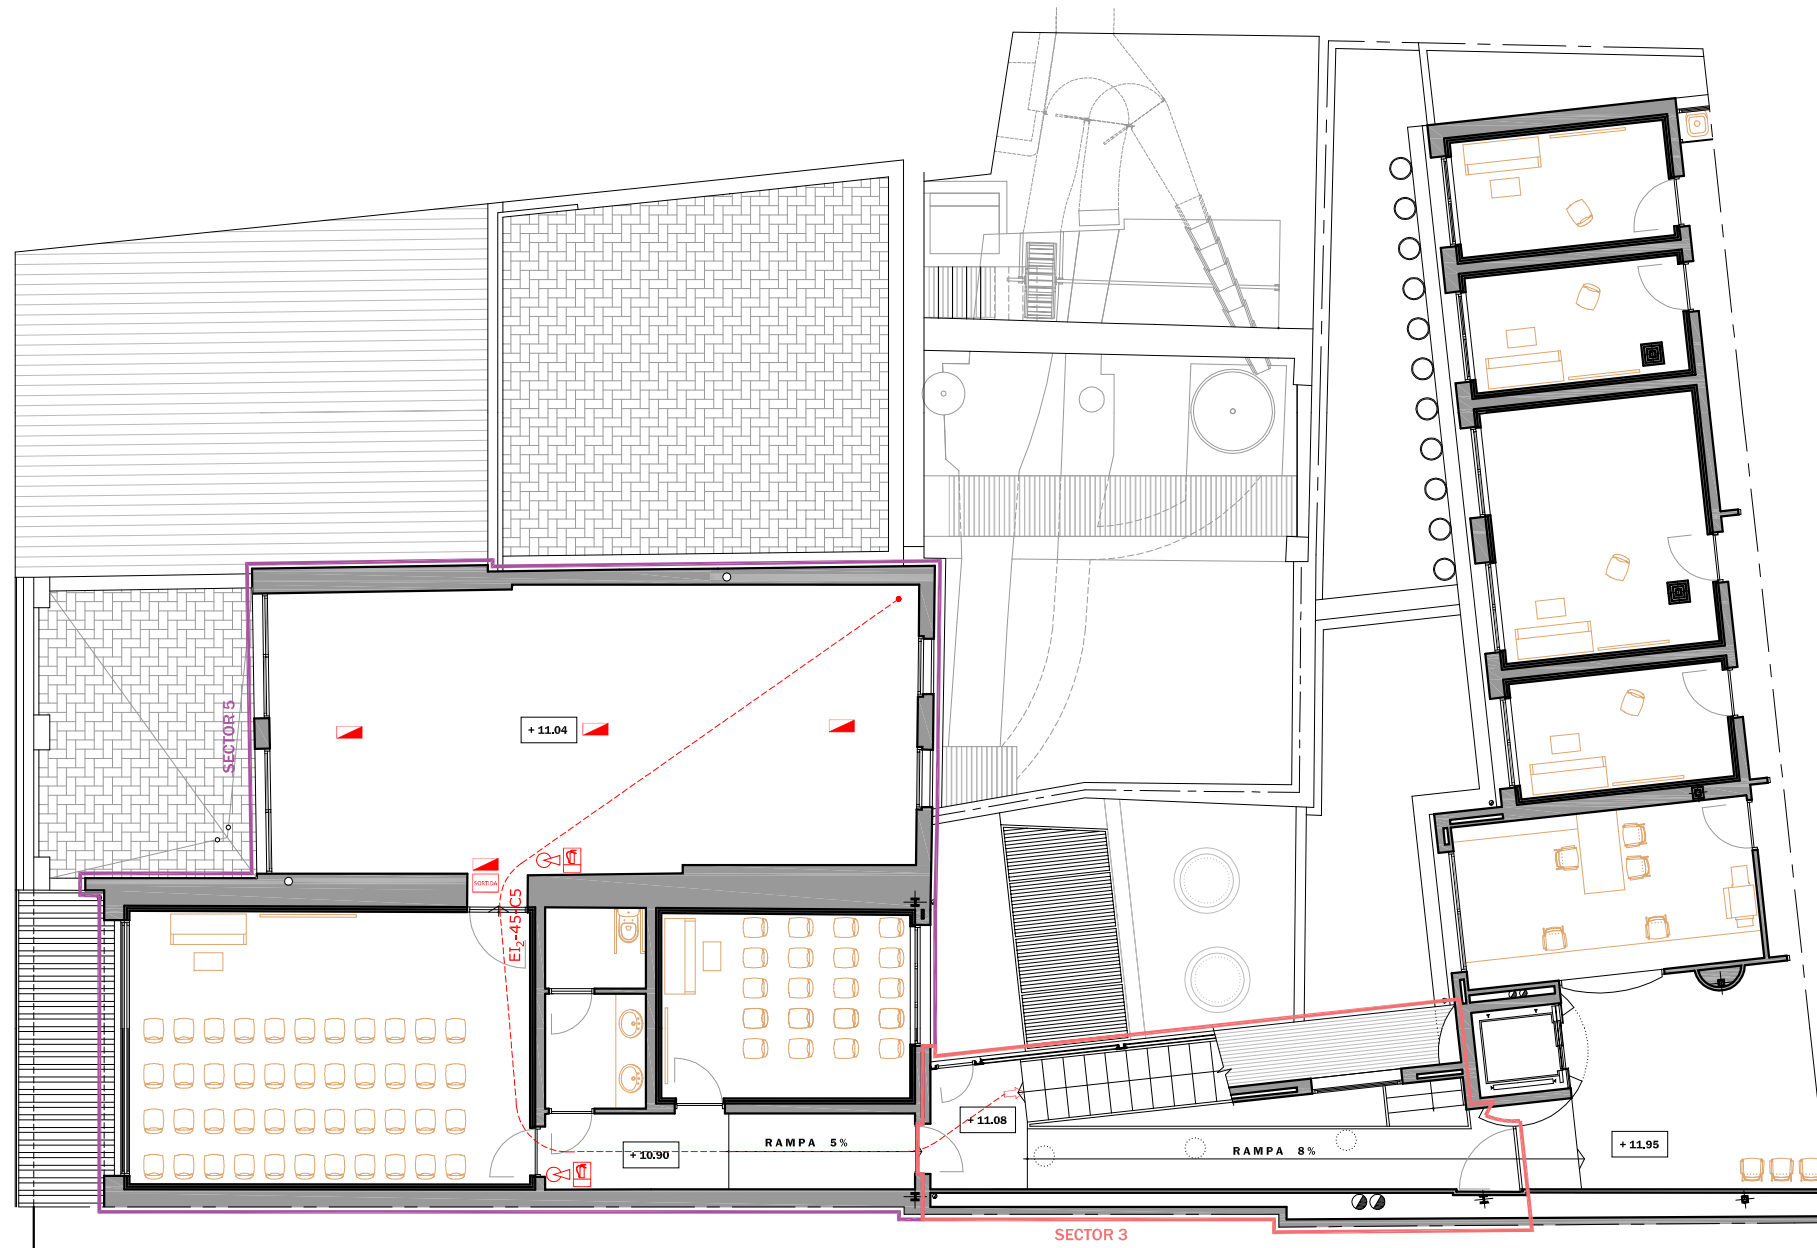 SECTOR 5
+ 11.04
SORTIDA
EI2-45-C5
+ 11.08
RAMPA 5%
+ 10.90
RAMPA 8%
+ 11.95
SECTOR 3